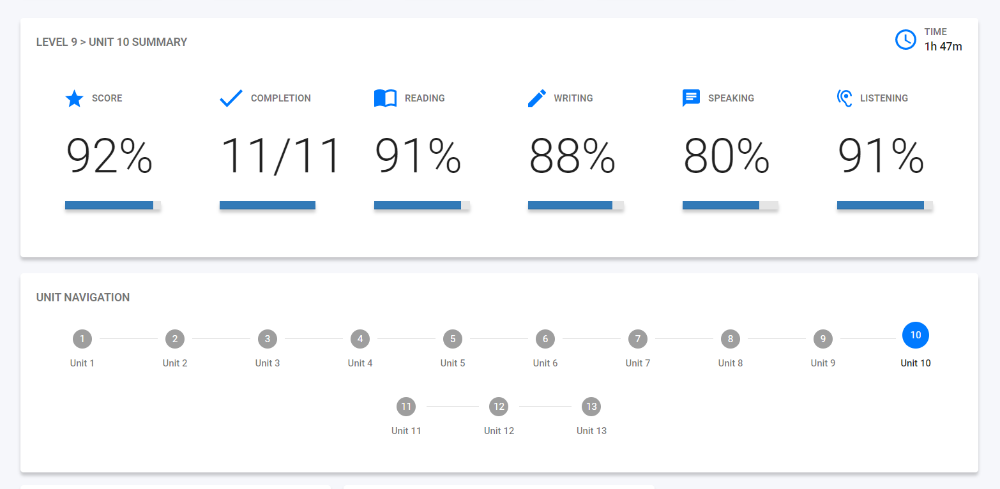 LEVEL 9 > UNIT 10 SUMMARY
TIME
1h 47m
SCORE
COMPLETION
READING
WRITING
SPEAKING
LISTENING
92%
11/11
91%
88%
80%
91%
UNIT NAVIGATION
1
2
3
4
5
6
7
8
9
10
Unit 1
Unit 2
Unit 3
Unit 4
Unit 5
Unit 6
Unit 7
Unit 8
Unit 9
Unit 10
11
12
13
Unit 11
Unit 12
Unit 13